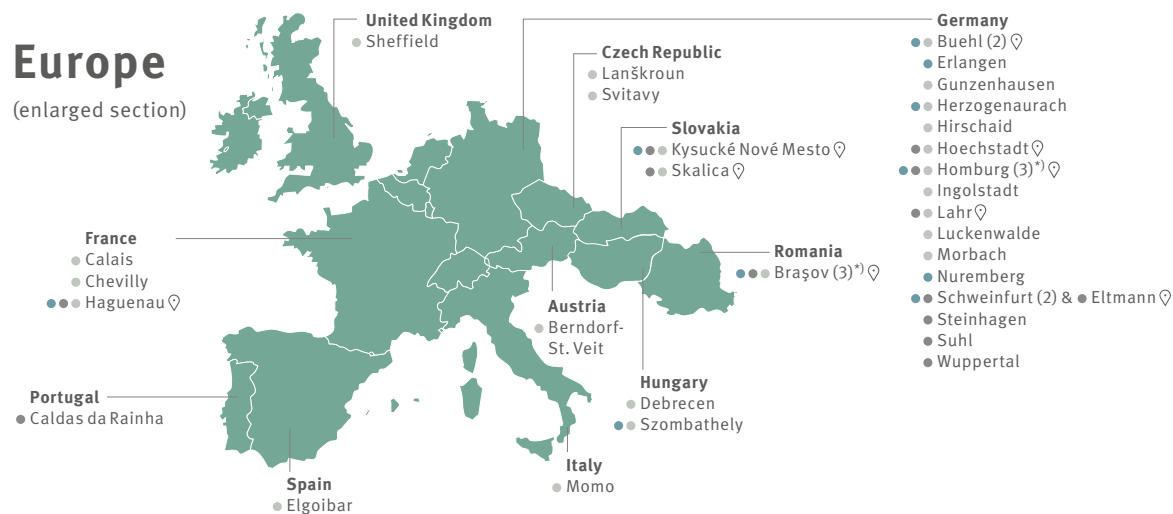 Europe
(enlarged section)
United Kingdom
Sheffield
Czech Republic
Lanškroun
Svitavy
Slovakia
Kysucké Nové Mesto
Skalica
Germany
Buehl (2)
Erlangen
Gunzenhausen
Herzogenaurach
Hirschaid
Hoechstadt
Homburg (3)*)
Ingolstadt
Lahr
Luckenwalde
Morbach
Nuremberg
Schweinfurt (2) & Eltmann
Steinhagen
Suhl
Wuppertal
France
Calais
Chevilly
Haguenau
Romania
Braşov (3)*)
Austria
Berndorf-
St. Veit
Hungary
Debrecen
Szombathely
Portugal
Caldas da Rainha
Italy
Momo
Spain
Elgoibar